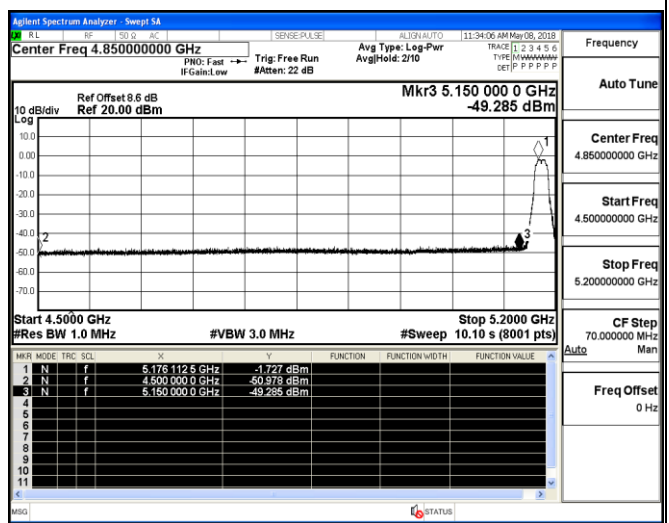 Agilent Spectrum Analyzer - Swept SA
RL RF 50 Ω AC SENSE:PULSE ALIGN AUTO 11:34:06 AM May 08, 2018
Center Freq 4.850000000 GHz
PNO: Fast
IFGain:Low
Trig: Free Run
#Atten: 22 dB
Avg Type: Log-Pwr
Avg|Hold: 2/10
TRACE 1 2 3 4 5 6
TYPE MWWWWW
DET P P P P P P
Frequency
Auto Tune
Center Freq
4.850000000 GHz
Start Freq
4.500000000 GHz
Stop Freq
5.200000000 GHz
CF Step
70.000000 MHz
Auto Man
Freq Offset
0 Hz
Mkr3 5.150 000 0 GHz
-49.285 dBm
Ref Offset 8.6 dB
10 dB/div Ref 20.00 dBm
Log
10.0
0.00
-10.0
-20.0
-30.0
-40.0
-50.0
-60.0
-70.0
1
2
3
Start 4.5000 GHz Stop 5.2000 GHz
#Res BW 1.0 MHz #VBW 3.0 MHz #Sweep 10.10 s (8001 pts)
MKR MODE TRC SCL X Y FUNCTION FUNCTION WIDTH FUNCTION VALUE
1 N f 5.176 112 5 GHz -1.727 dBm
2 N f 4.500 000 0 GHz -50.978 dBm
3 N f 5.150 000 0 GHz -49.285 dBm
4
5
6
7
8
9
10
11
MSG STATUS